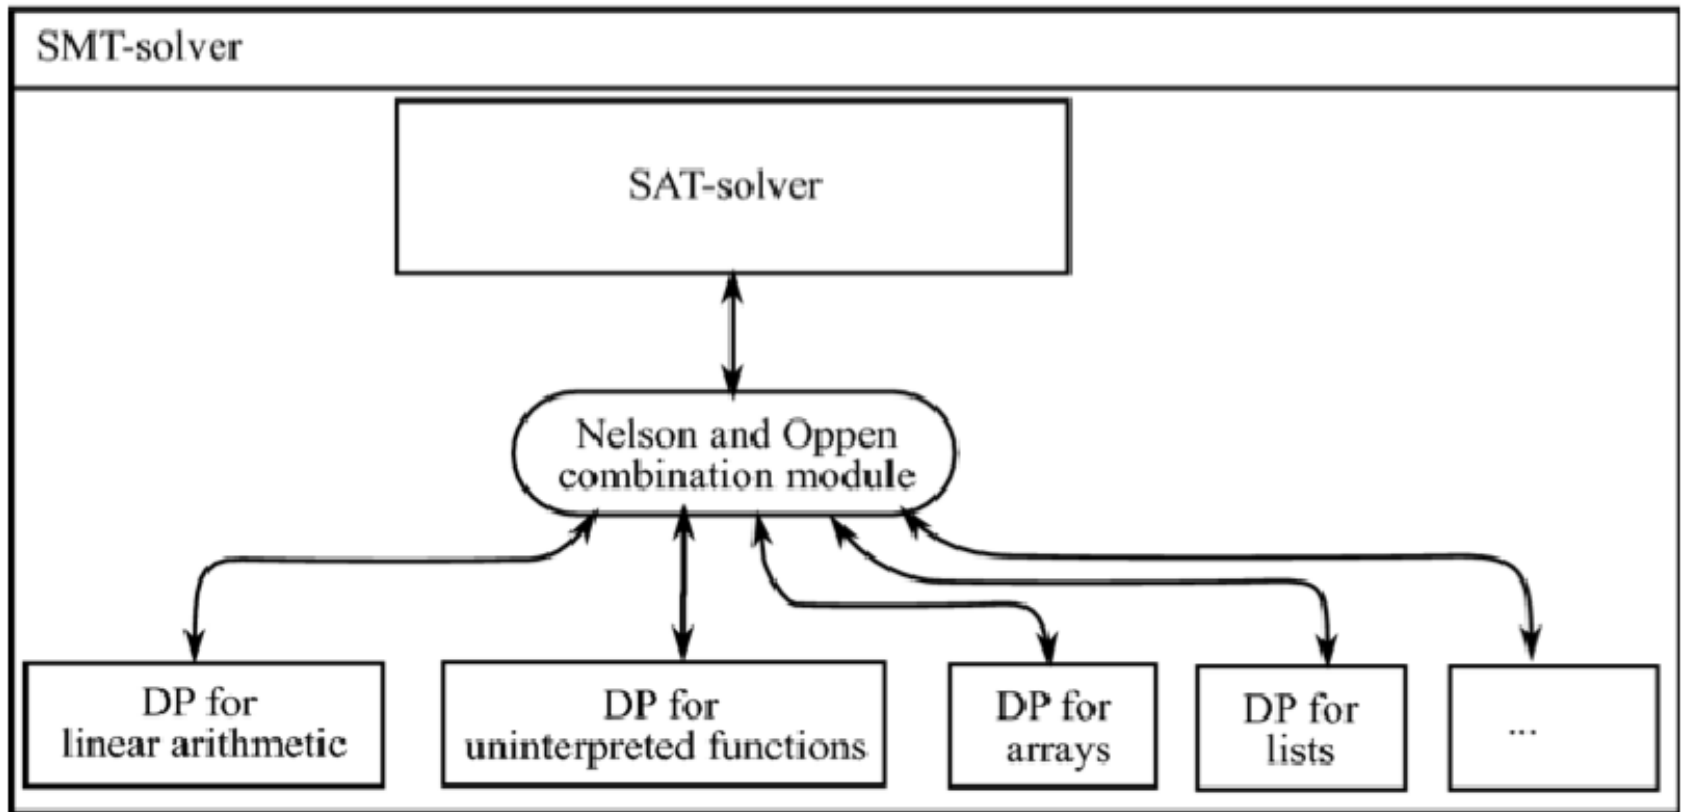 SMT-solver
SAT-solver
Nelson and Oppen
combination module
DP for
linear arithmetic
DP for
uninterpreted functions
DP for
arrays
DP for
lists
...